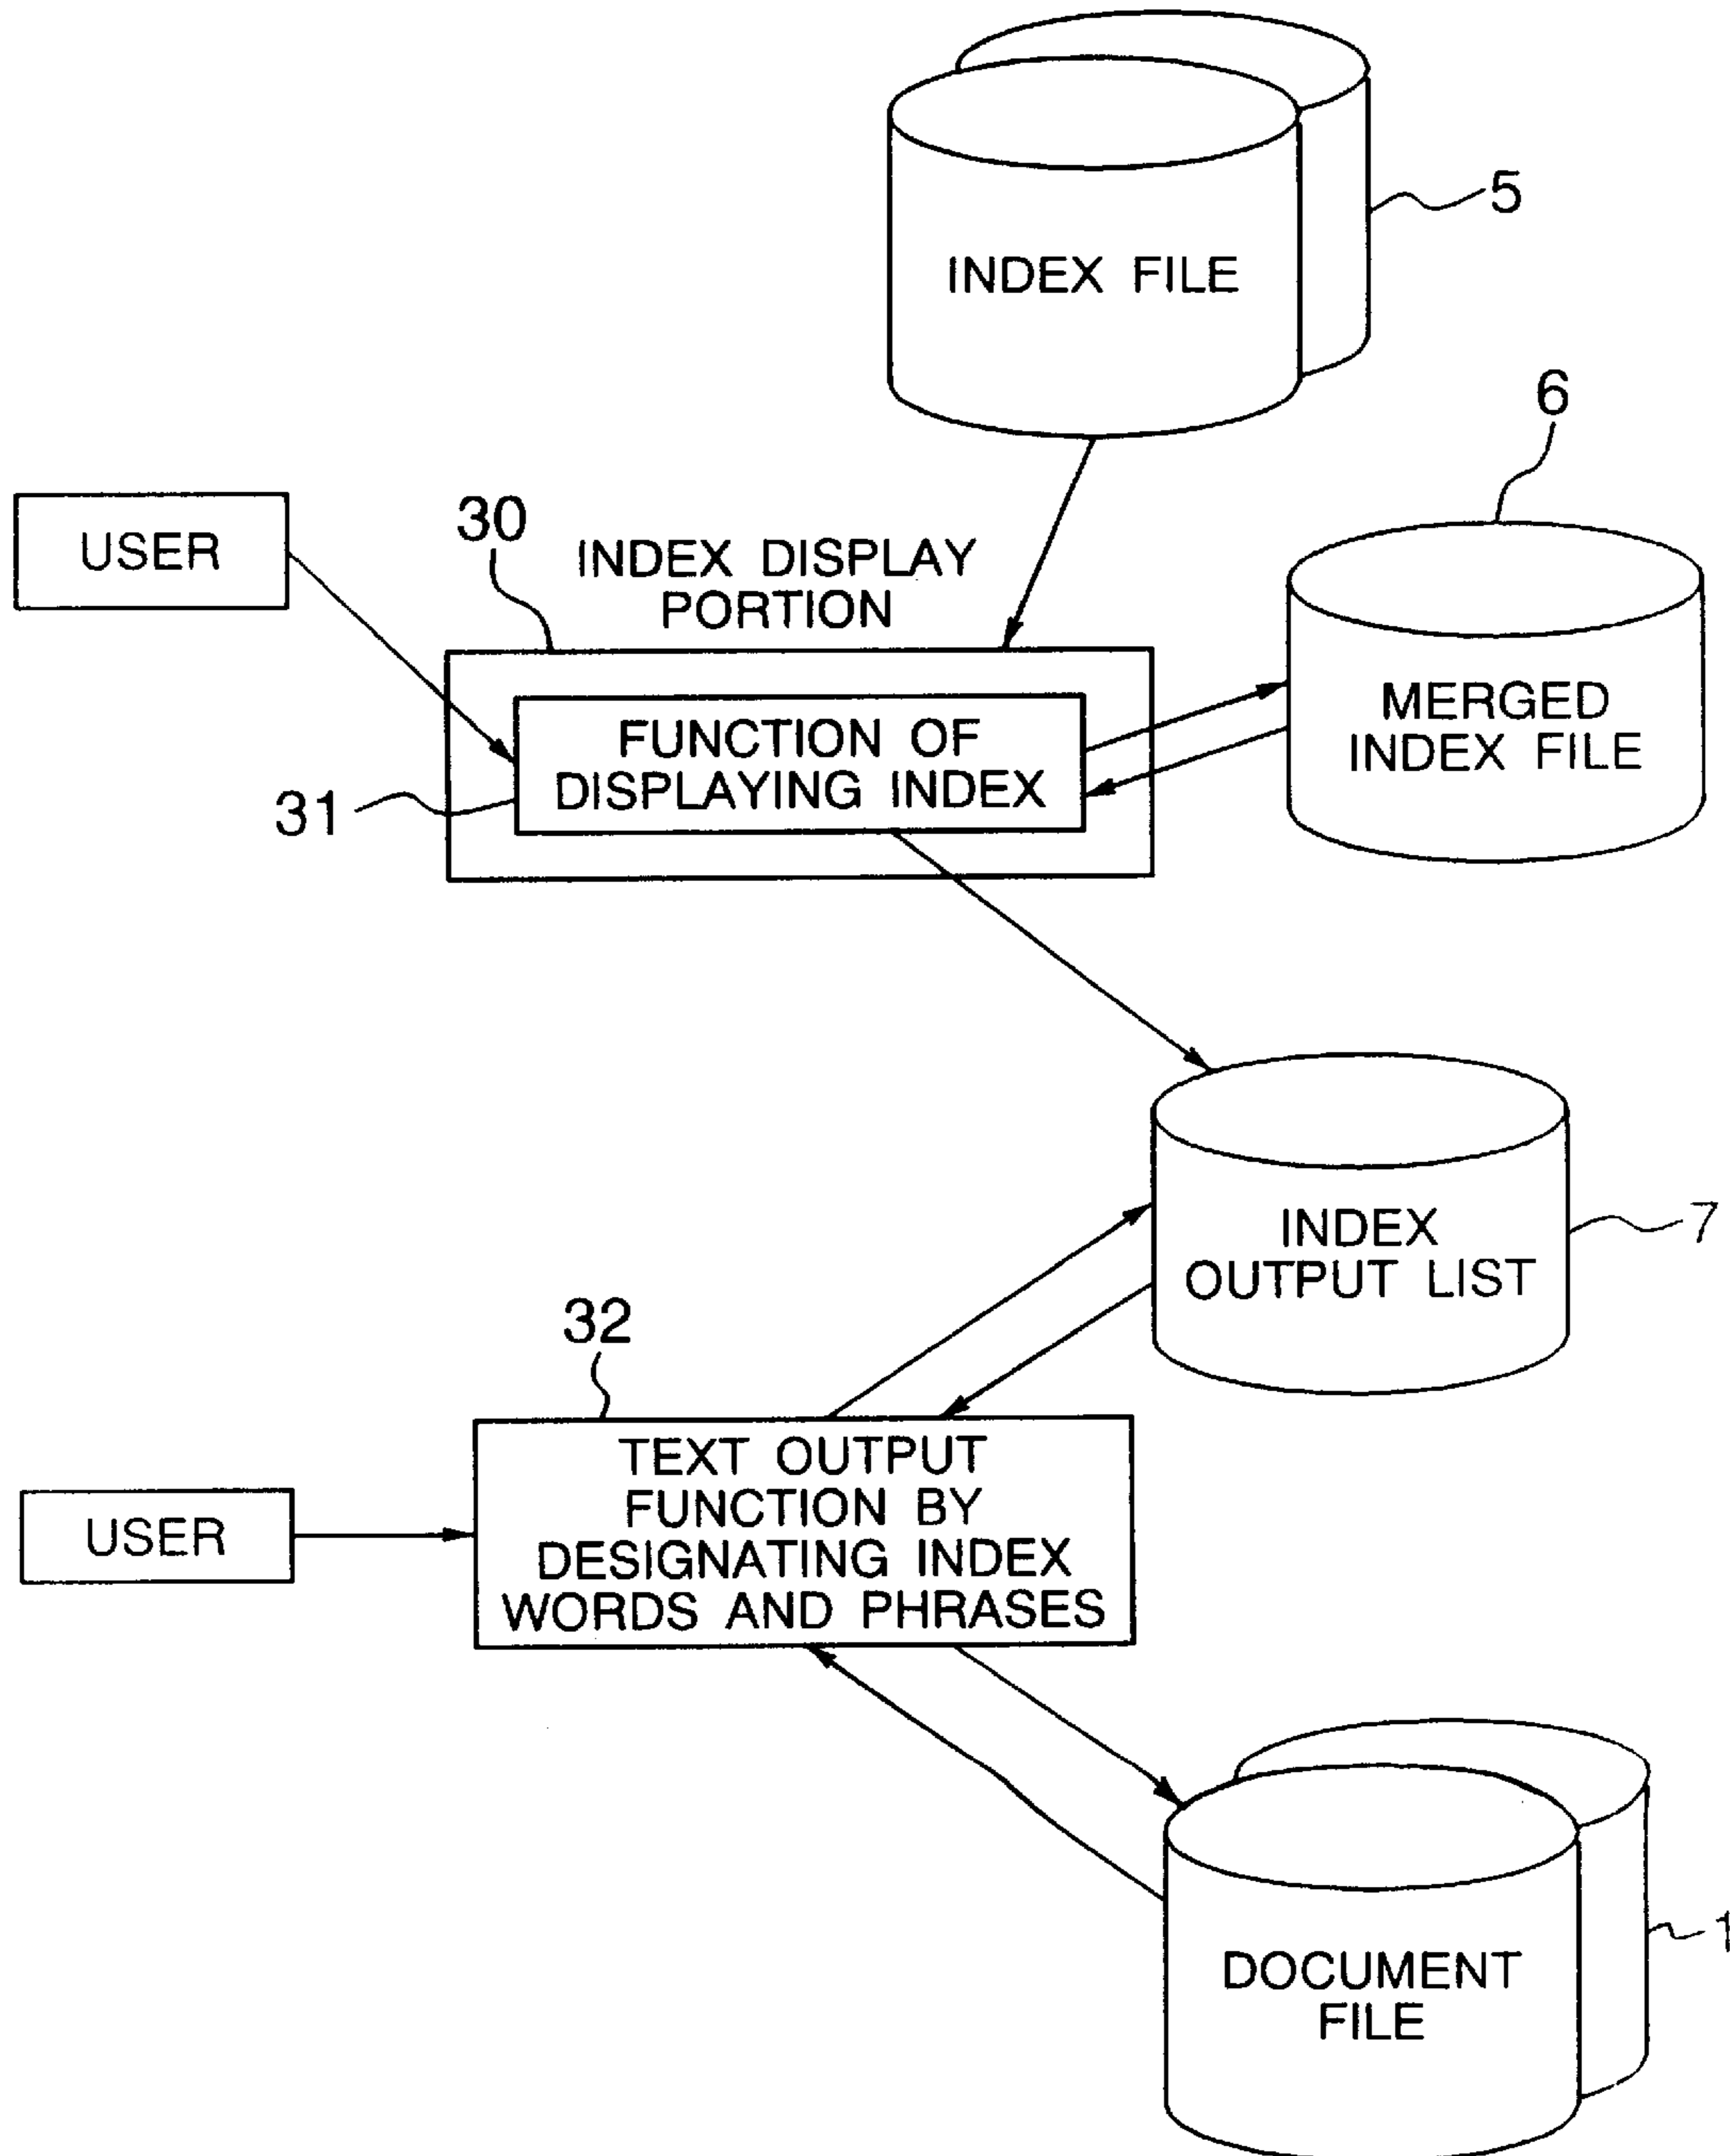 INDEX FILE
5
6
USER
30
INDEX DISPLAY
PORTION
MERGED
INDEX FILE
FUNCTION OF
DISPLAYING INDEX
31
INDEX
OUTPUT LIST
7
32
TEXT OUTPUT
FUNCTION BY
DESIGNATING INDEX
WORDS AND PHRASES
USER
1
DOCUMENT
FILE